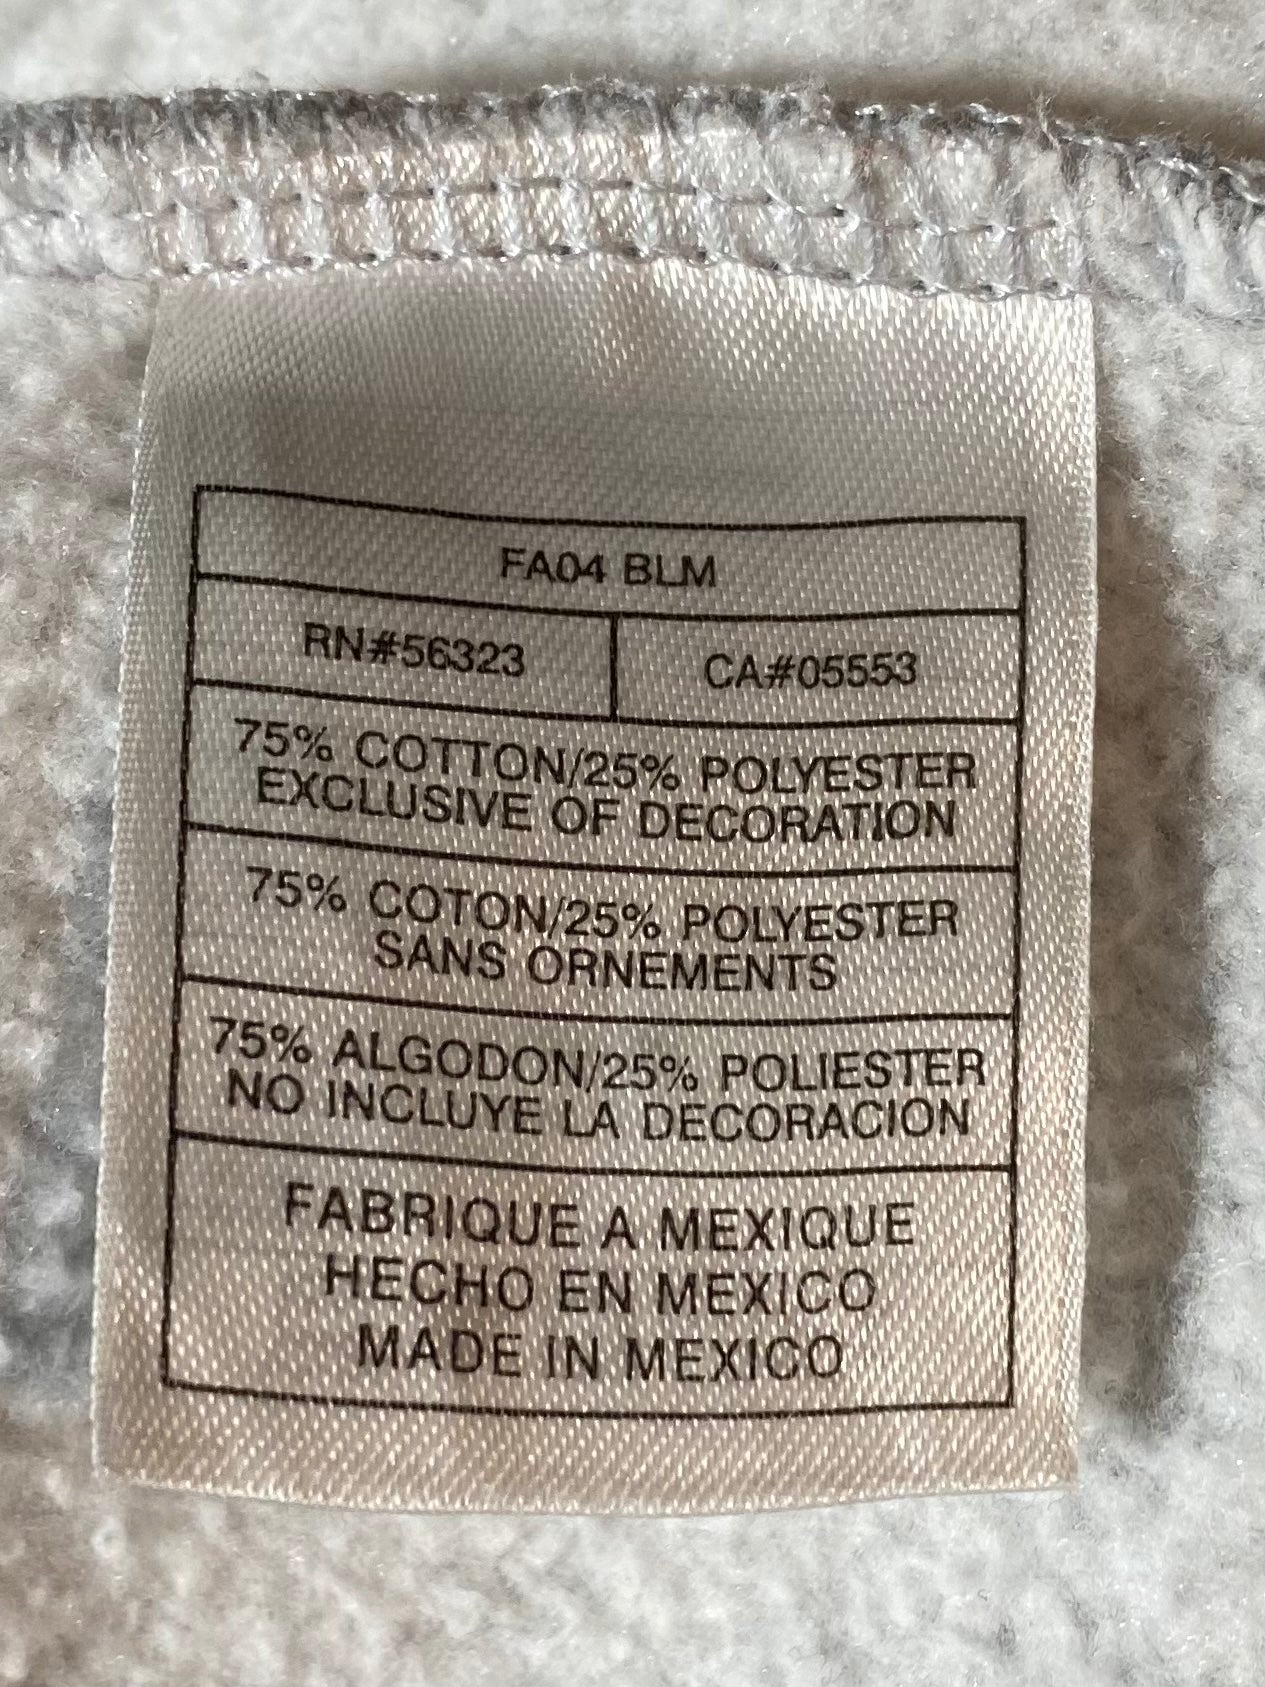 FA04 BLM
RN#56323
CA#05553
75% COTTON/25% POLYESTER
EXCLUSIVE OF DECORATION
75% COTON/25% POLYESTER
SANS ORNEMENTS
75% ALGODON/25% POLIESTER
NO INCLUYE LA DECORACION
FABRIQUE A MEXIQUE
HECHO EN MEXICO
MADE IN MEXICO